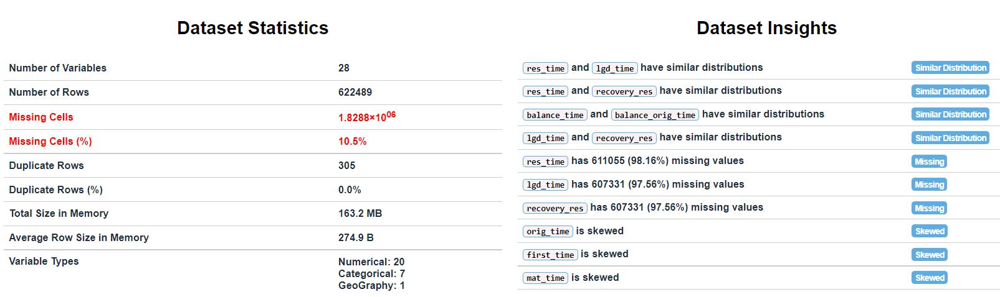 Dataset Statistics
Number of Variables 28
Number of Rows 622489
Missing Cells 1.8288×10⁰⁶
Missing Cells (%) 10.5%
Duplicate Rows 305
Duplicate Rows (%) 0.0%
Total Size in Memory 163.2 MB
Average Row Size in Memory 274.9 B
Variable Types Numerical: 20
Categorical: 7
GeoGraphy: 1
Dataset Insights
res_time and lgd_time have similar distributions Similar Distribution
res_time and recovery_res have similar distributions Similar Distribution
balance_time and balance_orig_time have similar distributions Similar Distribution
lgd_time and recovery_res have similar distributions Similar Distribution
res_time has 611055 (98.16%) missing values Missing
lgd_time has 607331 (97.56%) missing values Missing
recovery_res has 607331 (97.56%) missing values Missing
orig_time is skewed Skewed
first_time is skewed Skewed
mat_time is skewed Skewed